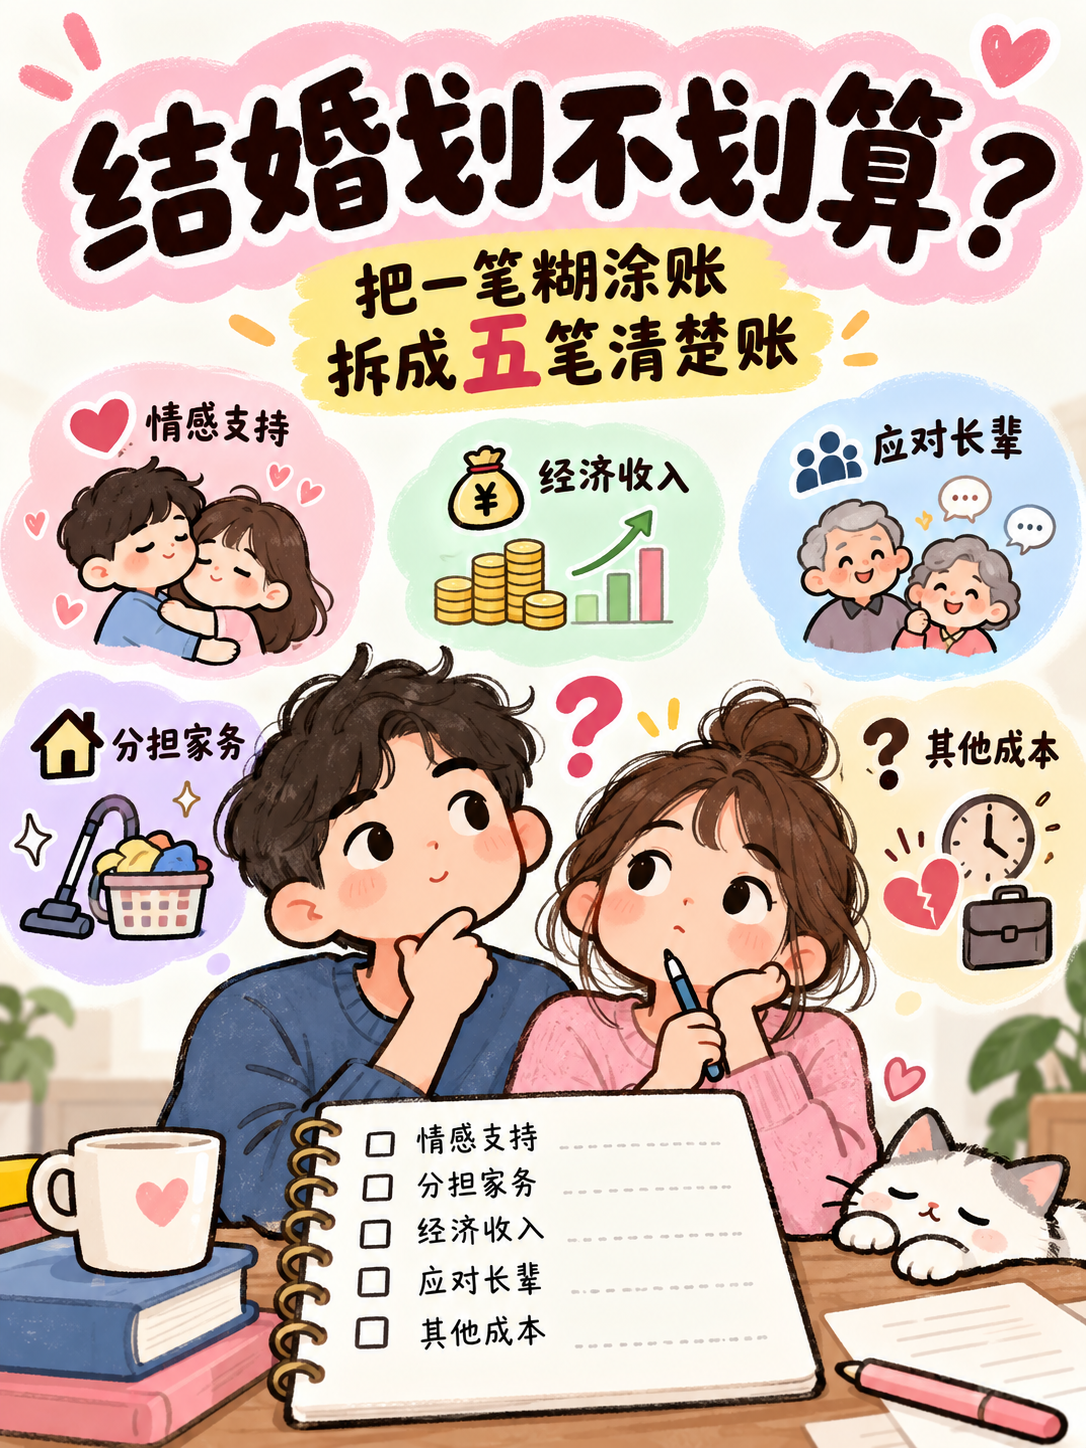 结婚划不划算?
把一笔糊涂账
拆成五笔清楚账
情感支持
¥
经济收入
应对长辈
分担家务
?
?
其他成本
情感支持
分担家务
经济收入
应对长辈
其他成本